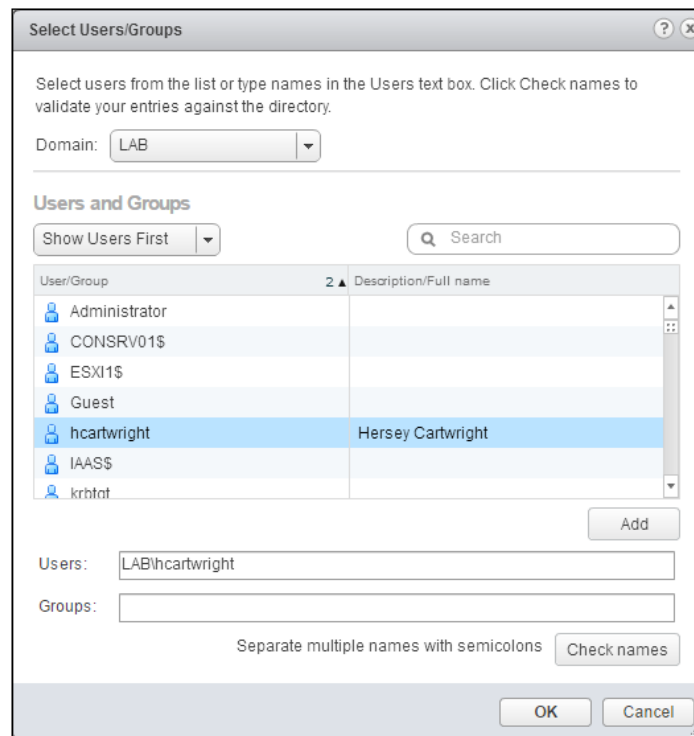 Select Users/Groups ? x
Select users from the list or type names in the Users text box. Click Check names to
validate your entries against the directory.
Domain: LAB
Users and Groups
Show Users First Search
User/Group 2 Description/Full name
Administrator
CONSRV01$
ESXI1$
Guest
hcartwright Hersey Cartwright
IAAS$
krbtgt
Add
Users: LAB\hcartwright
Groups:
Separate multiple names with semicolons Check names
OK Cancel